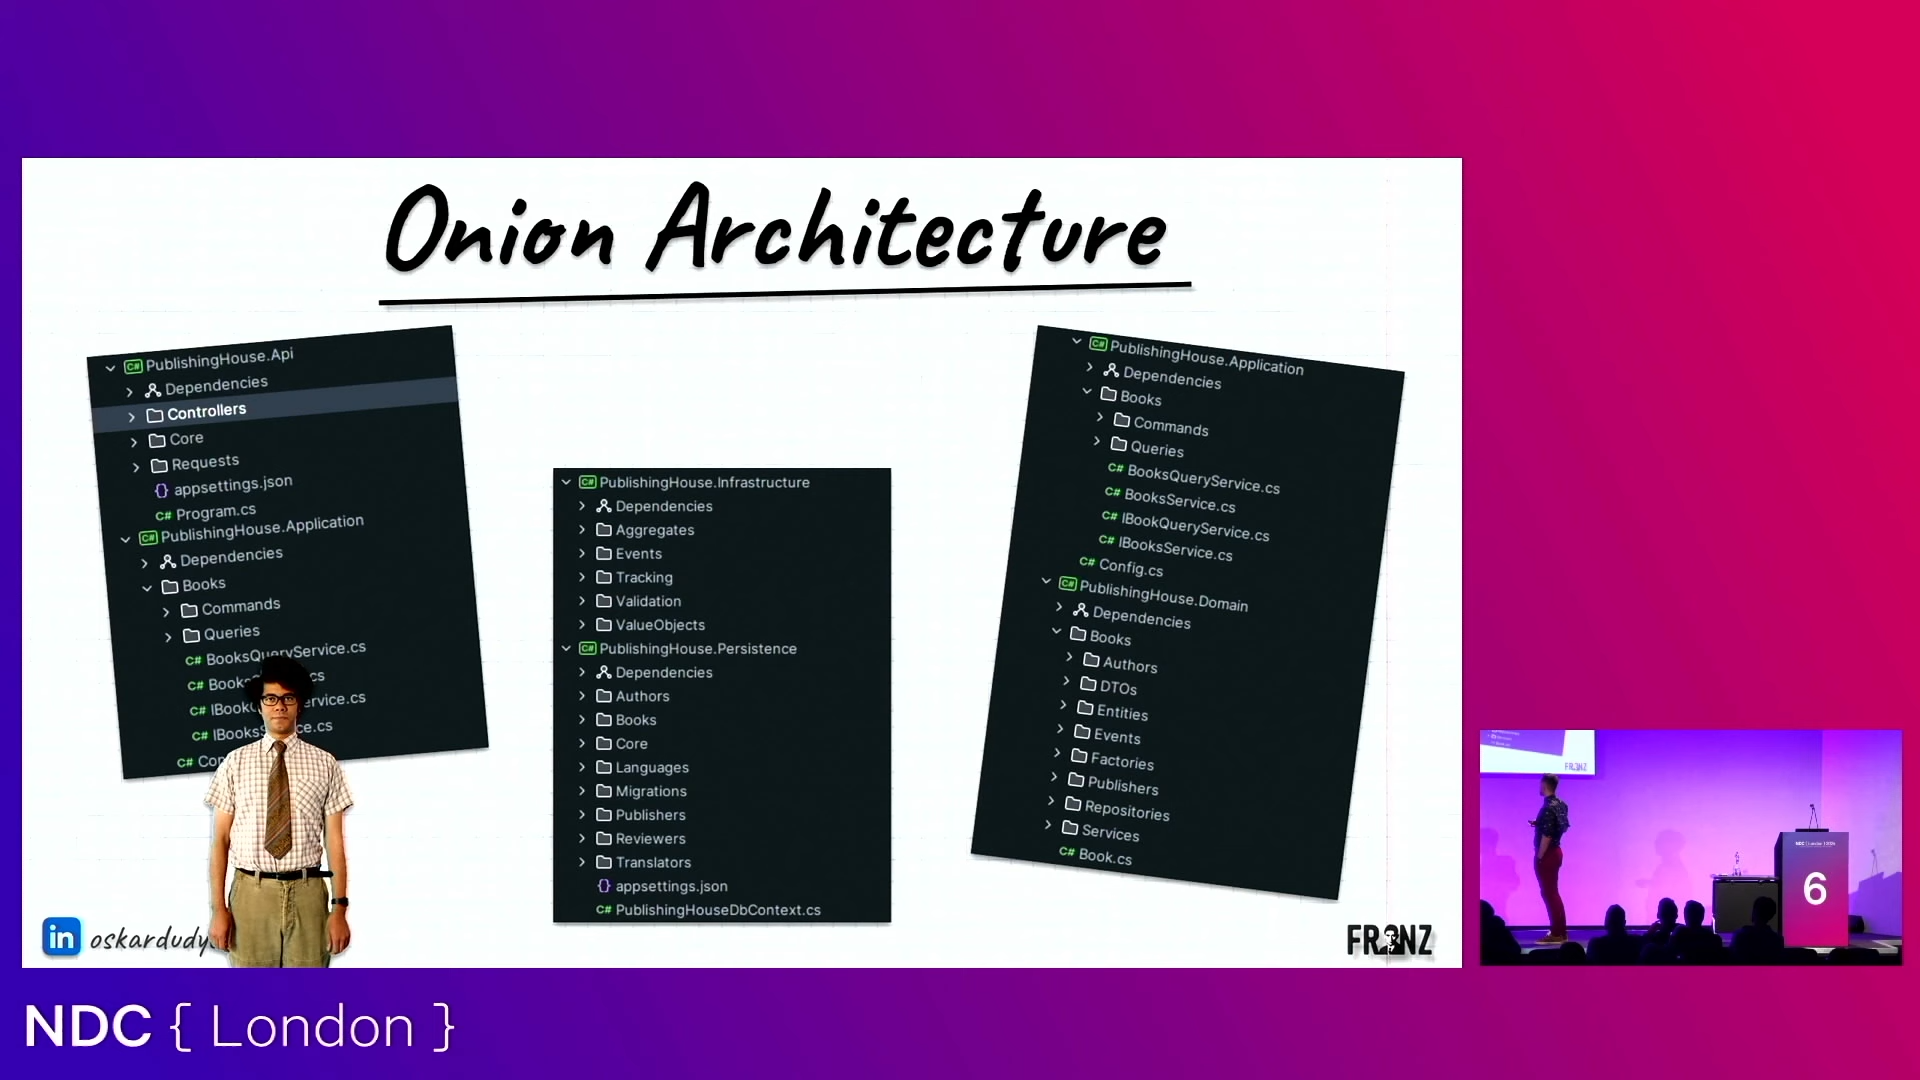 Onion Architecture
PublishingHouse.Api
Dependencies
Controllers
Core
Requests
appsettings.json
Program.cs
PublishingHouse.Application
Dependencies
Books
Commands
Queries
BooksQueryService.cs
PublishingHouse.Infrastructure
Dependencies
Aggregates
Events
Tracking
Validation
ValueObjects
PublishingHouse.Persistence
Dependencies
Authors
Books
Core
Languages
Migrations
Publishers
Reviewers
Translators
appsettings.json
PublishingHouseDbContext.cs
PublishingHouse.Application
Dependencies
Books
Commands
Queries
BooksQueryService.cs
BooksService.cs
IBookQueryService.cs
IBooksService.cs
Config.cs
PublishingHouse.Domain
Dependencies
Books
Authors
DTOs
Entities
Events
Factories
Publishers
Repositories
Services
Book.cs
in oskardudy
FRANZ
6
NDC { London }